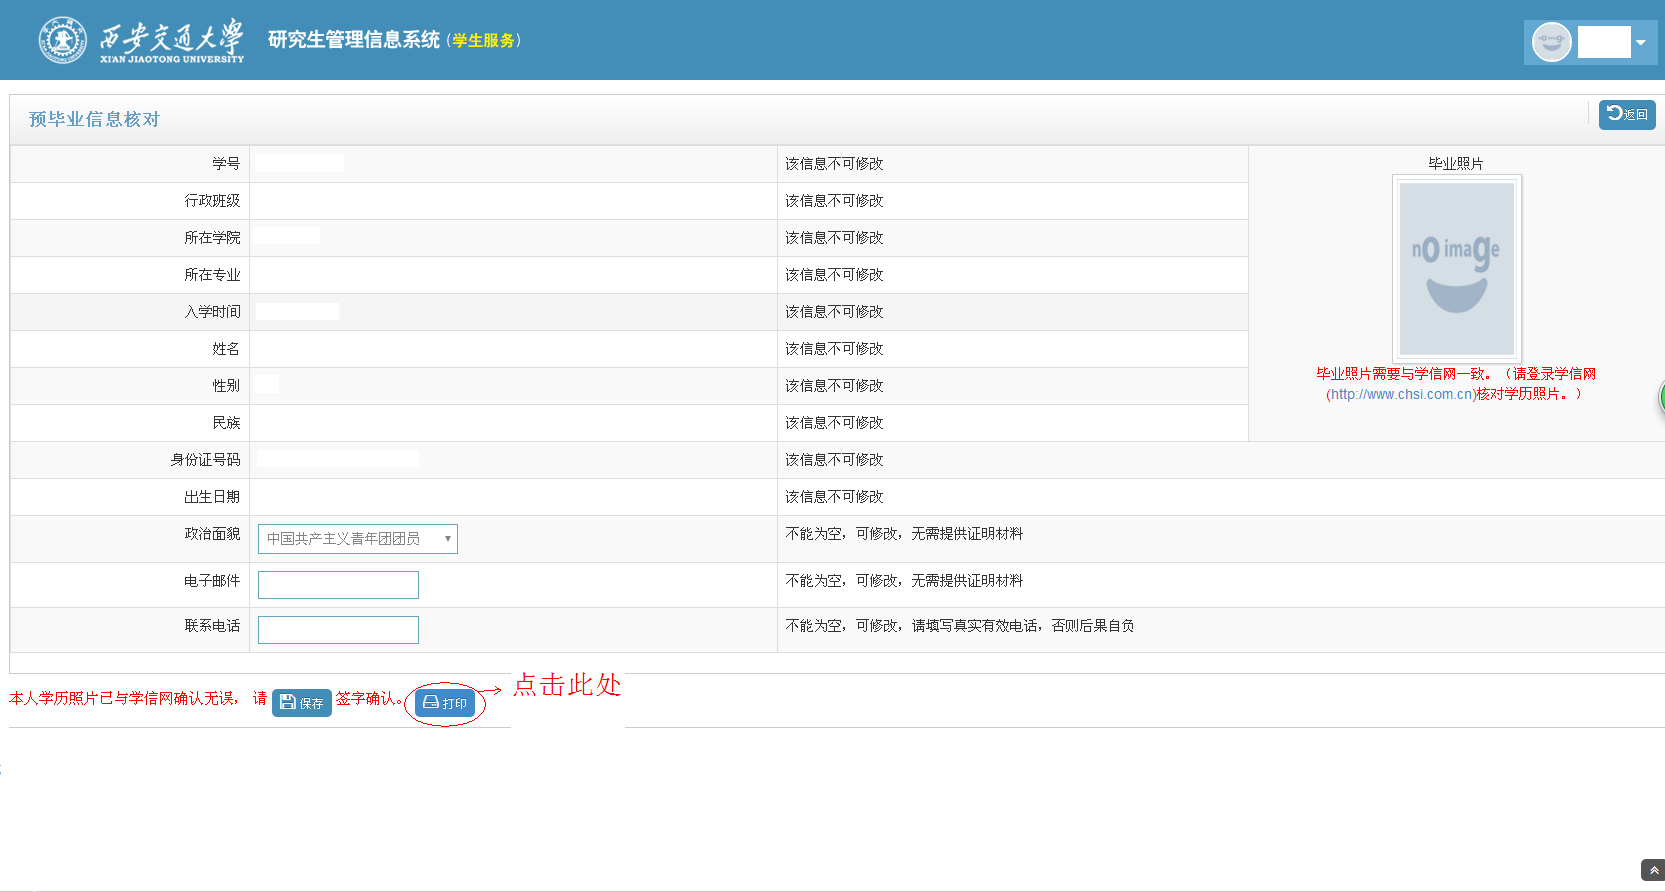 西安交通大学
XIAN JIAOTONG UNIVERSITY
研究生管理信息系统（学生服务）
no image
预毕业信息核对
返回
学号 该信息不可修改
行政班级 该信息不可修改
所在学院 该信息不可修改
所在专业 该信息不可修改
入学时间 该信息不可修改
姓名 该信息不可修改
性别 该信息不可修改
民族 该信息不可修改
毕业照片
no image
毕业照片需要与学信网一致。（请登录学信网
(http://www.chsi.com.cn)核对学历照片。）
身份证号码 该信息不可修改
出生日期 该信息不可修改
政治面貌 中国共产主义青年团团员 不能为空，可修改，无需提供证明材料
电子邮件 不能为空，可修改，无需提供证明材料
联系电话 不能为空，可修改，请填写真实有效电话，否则后果自负
本人学历照片已与学信网确认无误， 请 保存 签字确认。 打印 点击此处